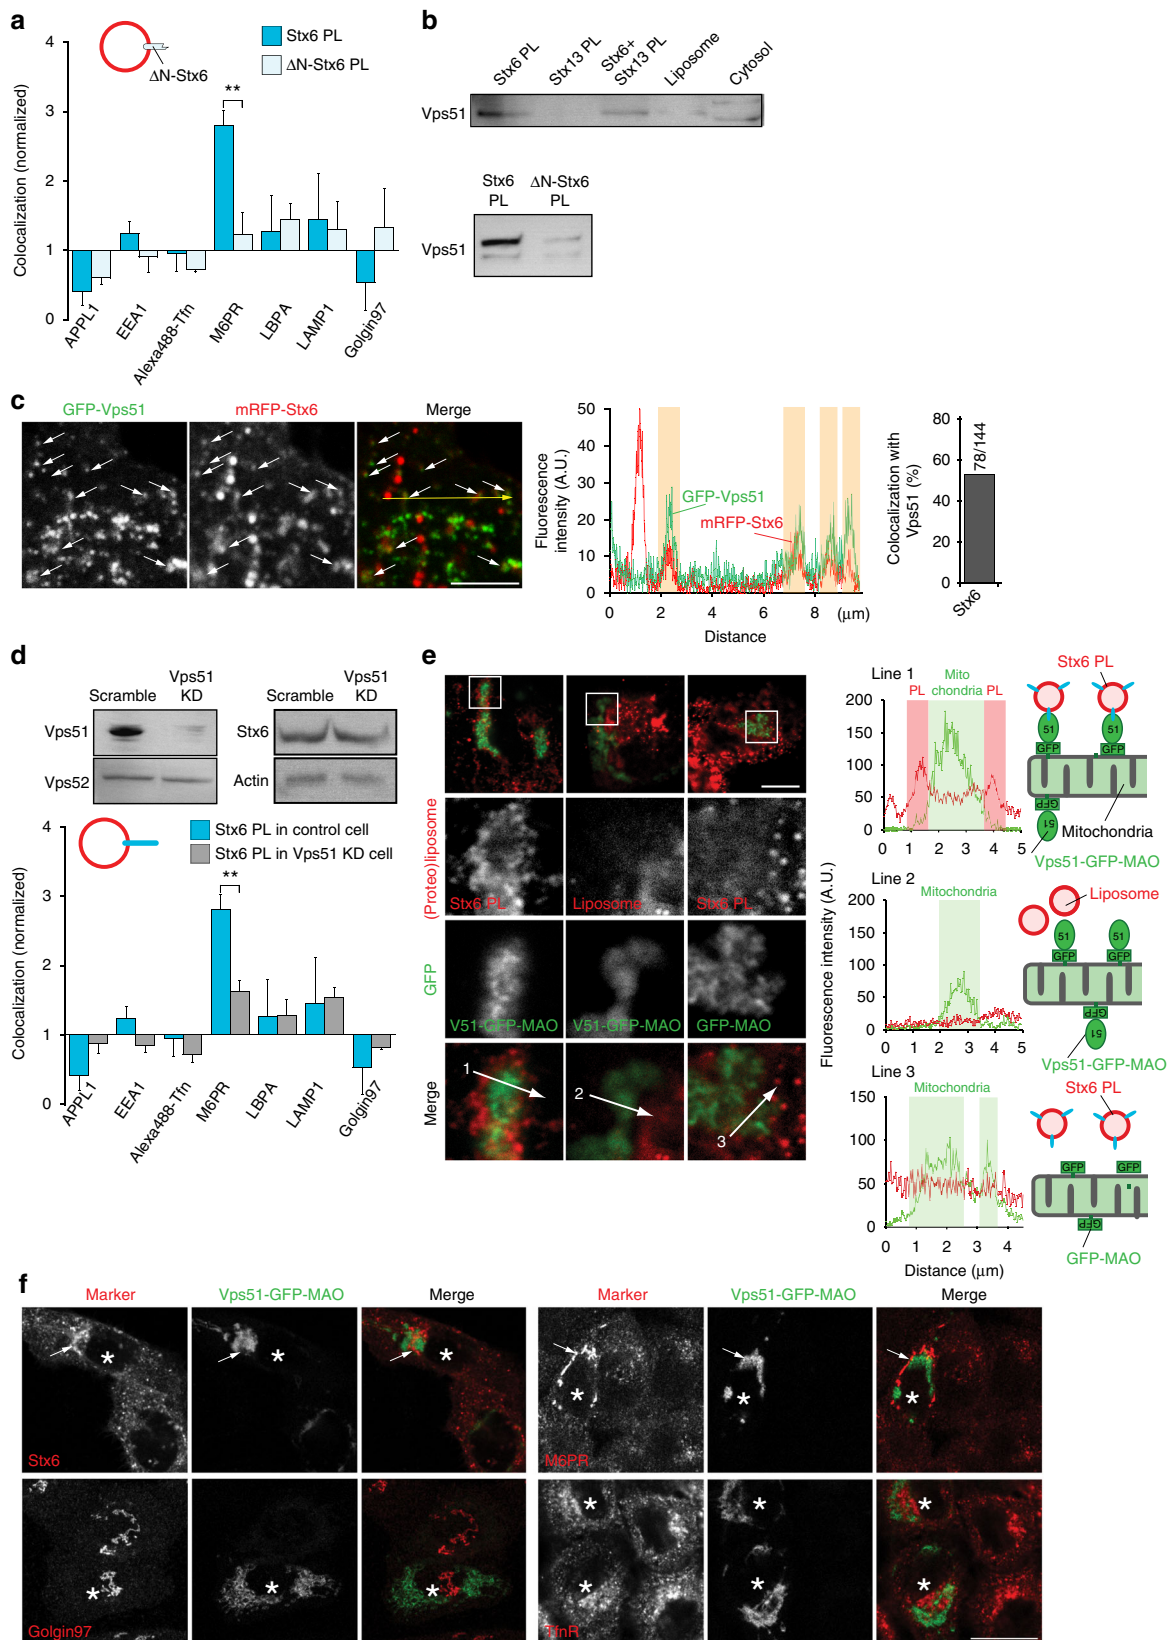 a
Colocalization (normalized)
4
3
2
1
0
ΔN-Stx6
Stx6 PL
ΔN-Stx6 PL
**
APPL1
EEA1
Alexa488-Tfn
M6PR
LBPA
LAMP1
Golgin97
b
Stx6 PL
Stx13 PL
Stx6+
Stx13 PL
Liposome
Cytosol
Vps51
Stx6
PL
ΔN-Stx6
PL
Vps51
c
GFP-Vps51
mRFP-Stx6
Merge
Fluorescence
intensity (A.U.)
50
40
30
20
10
0
GFP-Vps51
mRFP-Stx6
0 2 4 6 8 (μm)
Distance
Colocalization with
Vps51 (%)
80
60
40
20
0
78/144
Stx6
d
Scramble
Vps51
KD
Vps51
Vps52
Scramble
Vps51
KD
Stx6
Actin
Colocalization (normalized)
4
3
2
1
0
Stx6 PL in control cell
Stx6 PL in Vps51 KD cell
**
APPL1
EEA1
Alexa488-Tfn
M6PR
LBPA
LAMP1
Golgin97
e
(Proteo)liposome
Stx6 PL
Liposome
Stx6 PL
GFP
V51-GFP-MAO
V51-GFP-MAO
GFP-MAO
Merge
1
2
3
Fluorescence intensity (A.U.)
Line 1
PL
Mito
chondria
PL
200
150
100
50
0
0 1 2 3 4 5
Stx6 PL
51
51
GFP
GFP
GFP
51
Mitochondria
Vps51-GFP-MAO
Line 2
Mitochondria
200
150
100
50
0
0 1 2 3 4 5
Liposome
51
51
GFP
GFP
GFP
51
Vps51-GFP-MAO
Line 3
Mitochondria
150
100
50
0
0 1 2 3 4
Distance (μm)
Stx6 PL
GFP
GFP
GFP
GFP-MAO
f
Marker
Vps51-GFP-MAO
Merge
Marker
Vps51-GFP-MAO
Merge
*
*
*
Stx6
*
*
*
M6PR
*
*
*
Golgin97
*
*
*
*
*
*
TfnR